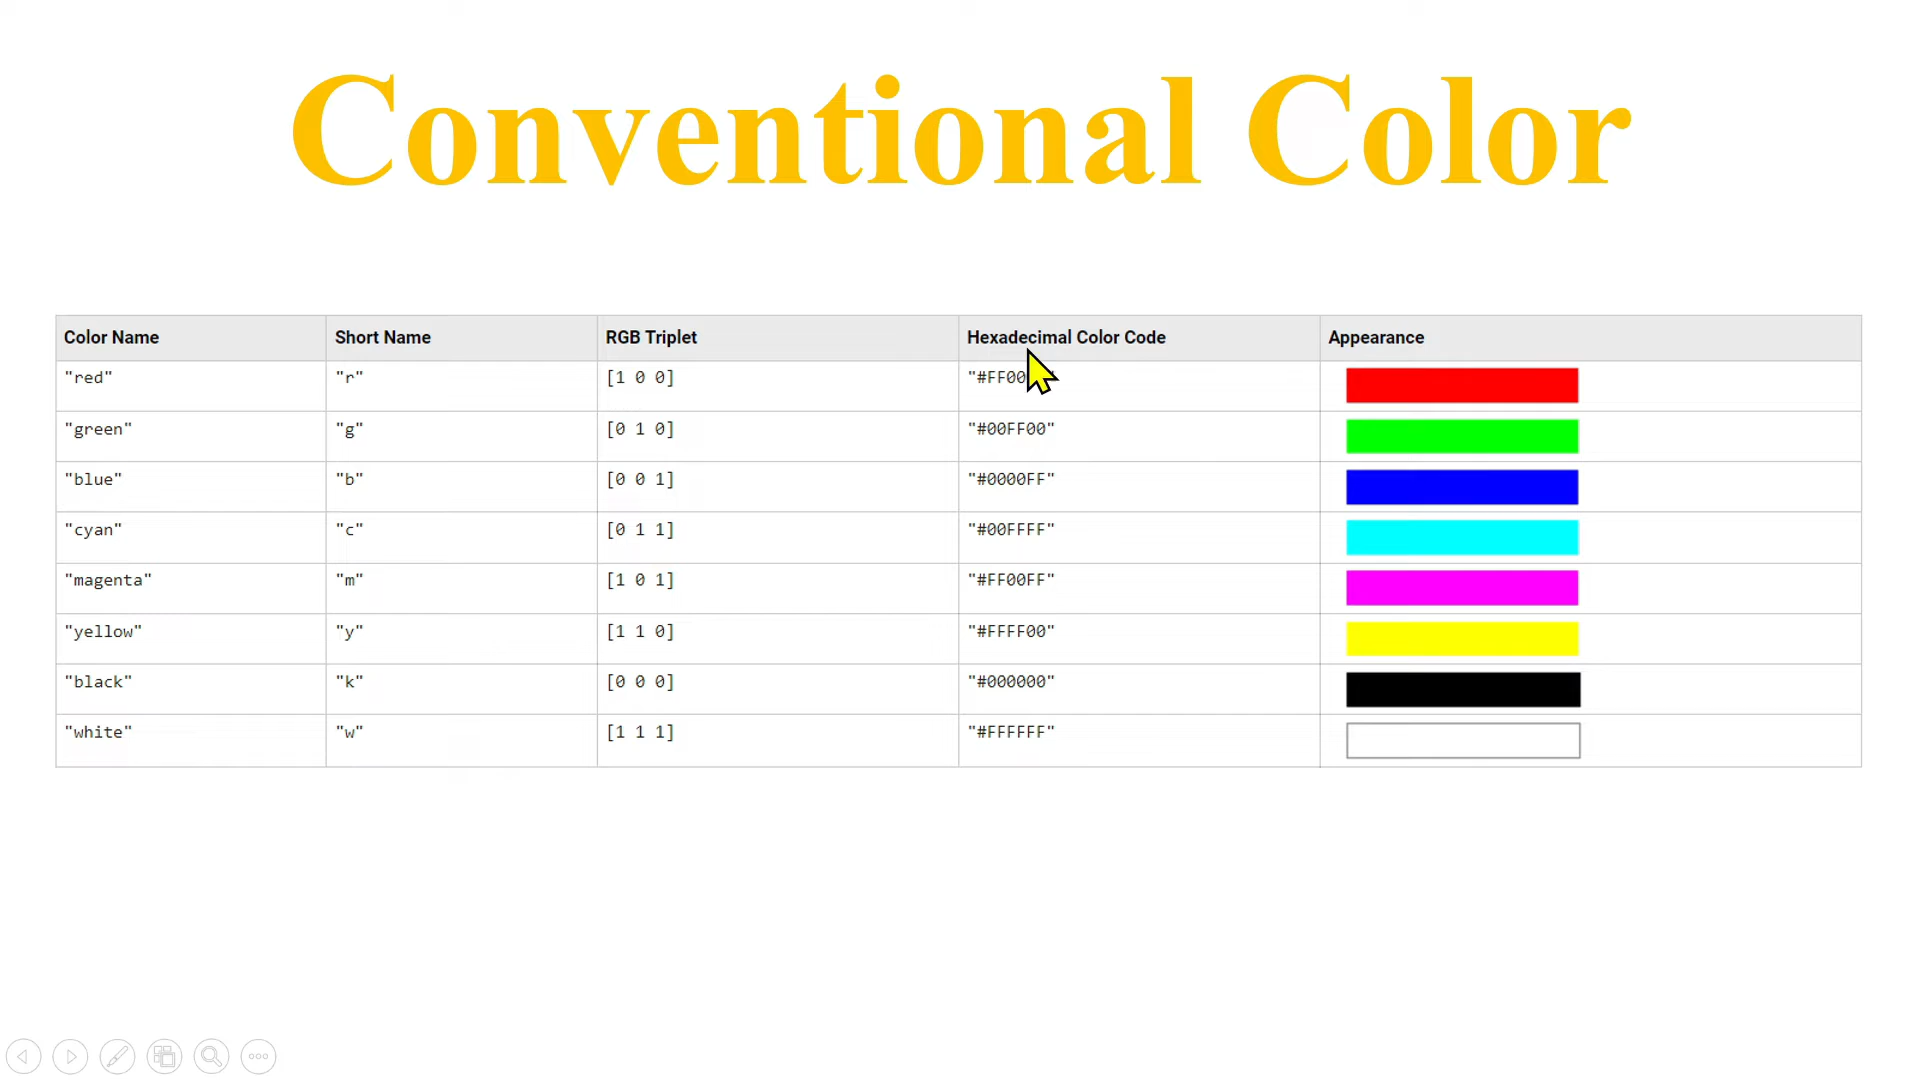 Conventional Color
Color Name Short Name RGB Triplet Hexadecimal Color Code Appearance
"red" "r" [1 0 0] "#FF00
"green" "g" [0 1 0] "#00FF00"
"blue" "b" [0 0 1] "#0000FF"
"cyan" "c" [0 1 1] "#00FFFF"
"magenta" "m" [1 0 1] "#FF00FF"
"yellow" "y" [1 1 0] "#FFFF00"
"black" "k" [0 0 0] "#000000"
"white" "w" [1 1 1] "#FFFFFF"